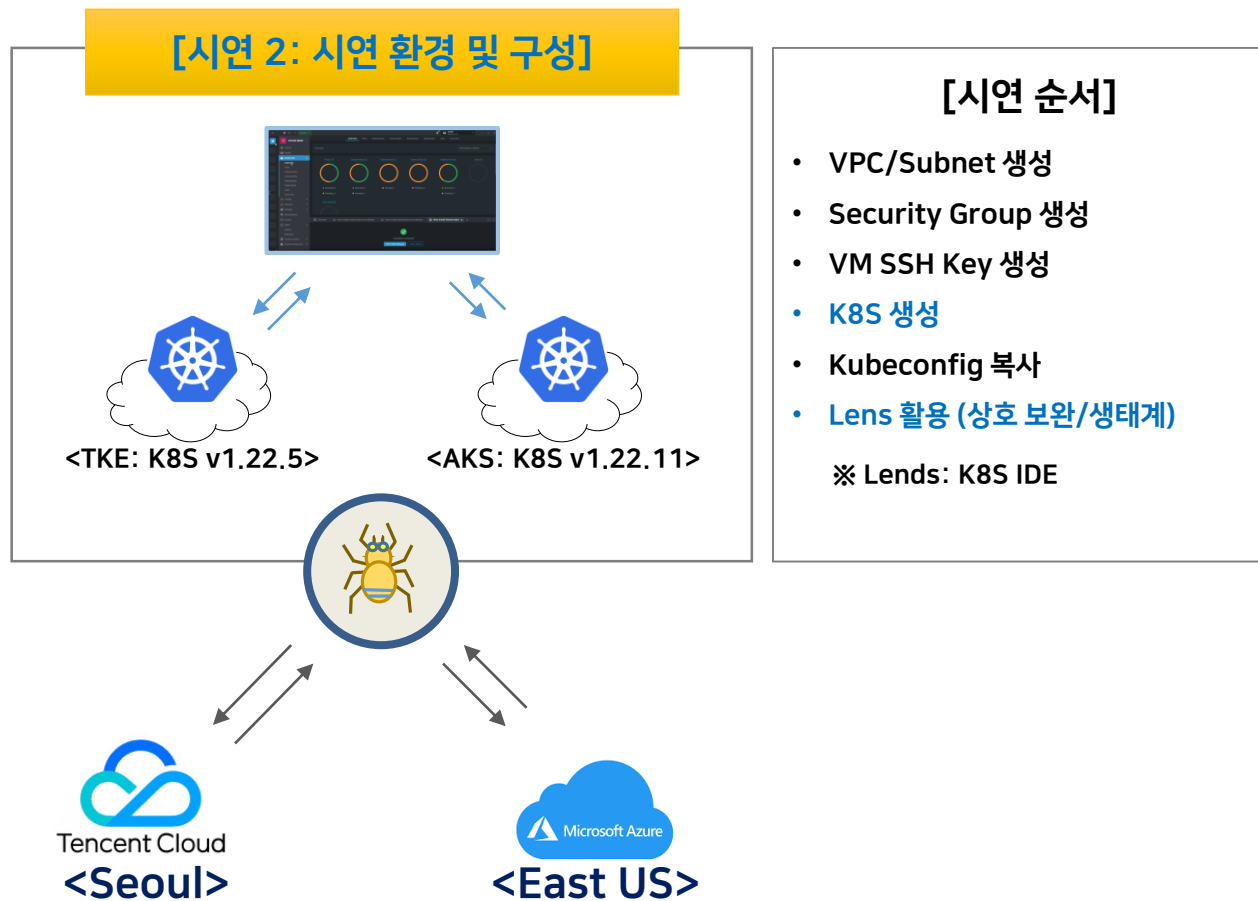 [시연 2: 시연 환경 및 구성]
<TKE: K8S v1.22.5>
<AKS: K8S v1.22.11>
Tencent Cloud
<Seoul>
Microsoft Azure
<East US>
[시연 순서]
• VPC/Subnet 생성
• Security Group 생성
• VM SSH Key 생성
• K8S 생성
• Kubeconfig 복사
• Lens 활용 (상호 보완/생태계)
※ Lends: K8S IDE